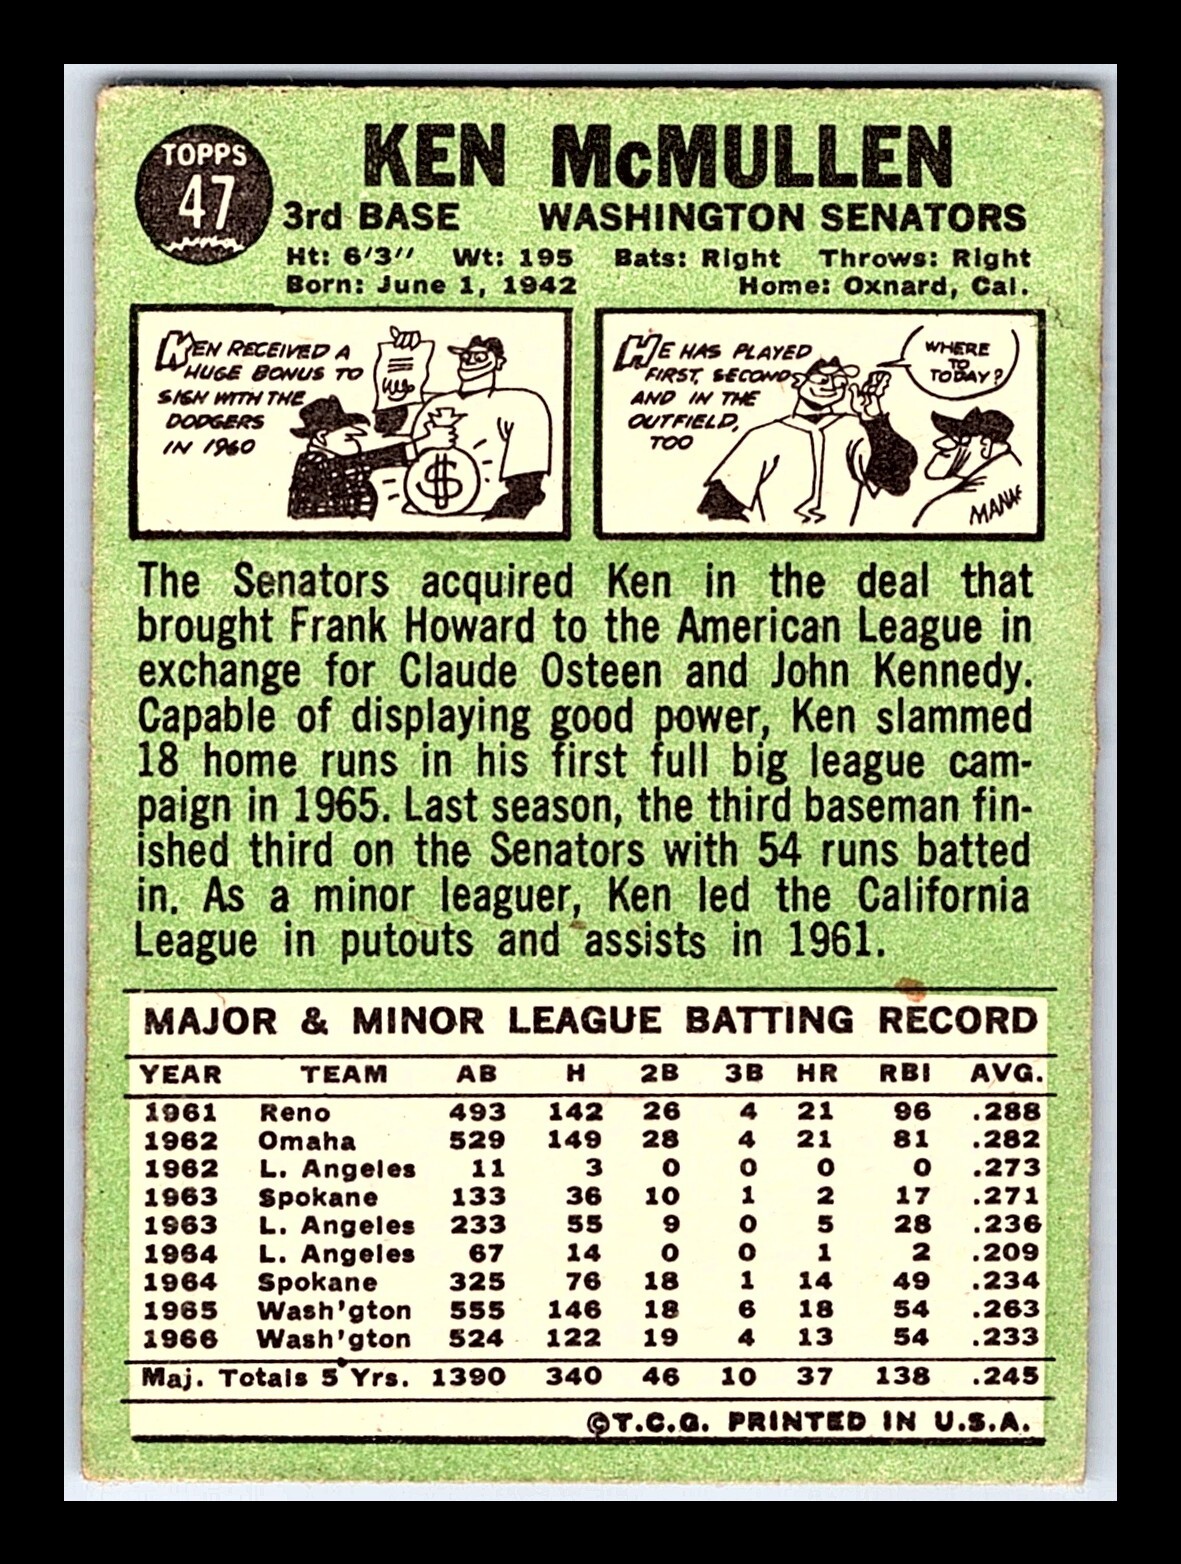 TOPPS
47
KEN McMULLEN
3rd BASE WASHINGTON SENATORS
Ht: 6'3" Wt: 195 Bats: Right Throws: Right
Born: June 1, 1942 Home: Oxnard, Cal.
KEN RECEIVED A
HUGE BONUS TO
SIGN WITH THE
DODGERS
IN 1960
$
HE HAS PLAYED
FIRST, SECOND
AND IN THE
OUTFIELD,
TOO
WHERE
TO
TODAY?
The Senators acquired Ken in the deal that
brought Frank Howard to the American League in
exchange for Claude Osteen and John Kennedy.
Capable of displaying good power, Ken slammed
18 home runs in his first full big league cam-
paign in 1965. Last season, the third baseman fin-
ished third on the Senators with 54 runs batted
in. As a minor leaguer, Ken led the California
League in putouts and assists in 1961.
MAJOR & MINOR LEAGUE BATTING RECORD
YEAR TEAM AB H 2B 3B HR RBI AVG.
1961 Reno 493 142 26 4 21 96 .288
1962 Omaha 529 149 28 4 21 81 .282
1962 L. Angeles 11 3 0 0 0 0 .273
1963 Spokane 133 36 10 1 2 17 .271
1963 L. Angeles 233 55 9 0 5 28 .236
1964 L. Angeles 67 14 0 0 1 2 .209
1964 Spokane 325 76 18 1 14 49 .234
1965 Wash'gton 555 146 18 6 18 54 .263
1966 Wash'gton 524 122 19 4 13 54 .233
Maj. Totals 5 Yrs. 1390 340 46 10 37 138 .245
©T.C.G. PRINTED IN U.S.A.